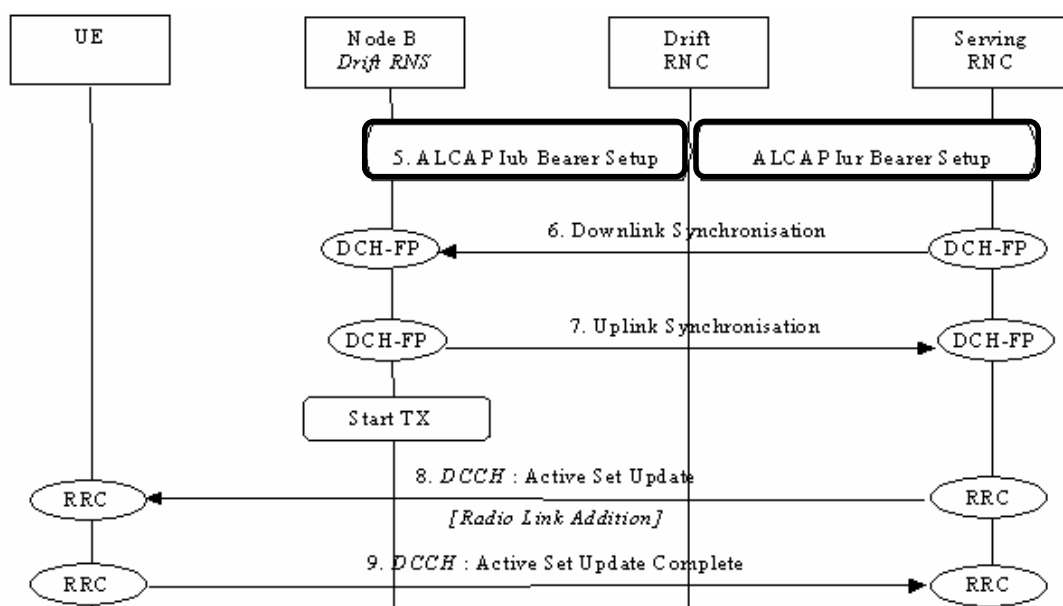 UE
Node B
Drift RNS
Drift
RNC
Serving
RNC
5. ALCAP Iub Bearer Setup
ALCAP Iur Bearer Setup
6. Downlink Synchronisation
DCH-FP
DCH-FP
7. Uplink Synchronisation
DCH-FP
DCH-FP
Start TX
8. DCCH : Active Set Update
RRC
RRC
[Radio Link Addition]
9. DCCH : Active Set Update Complete
RRC
RRC